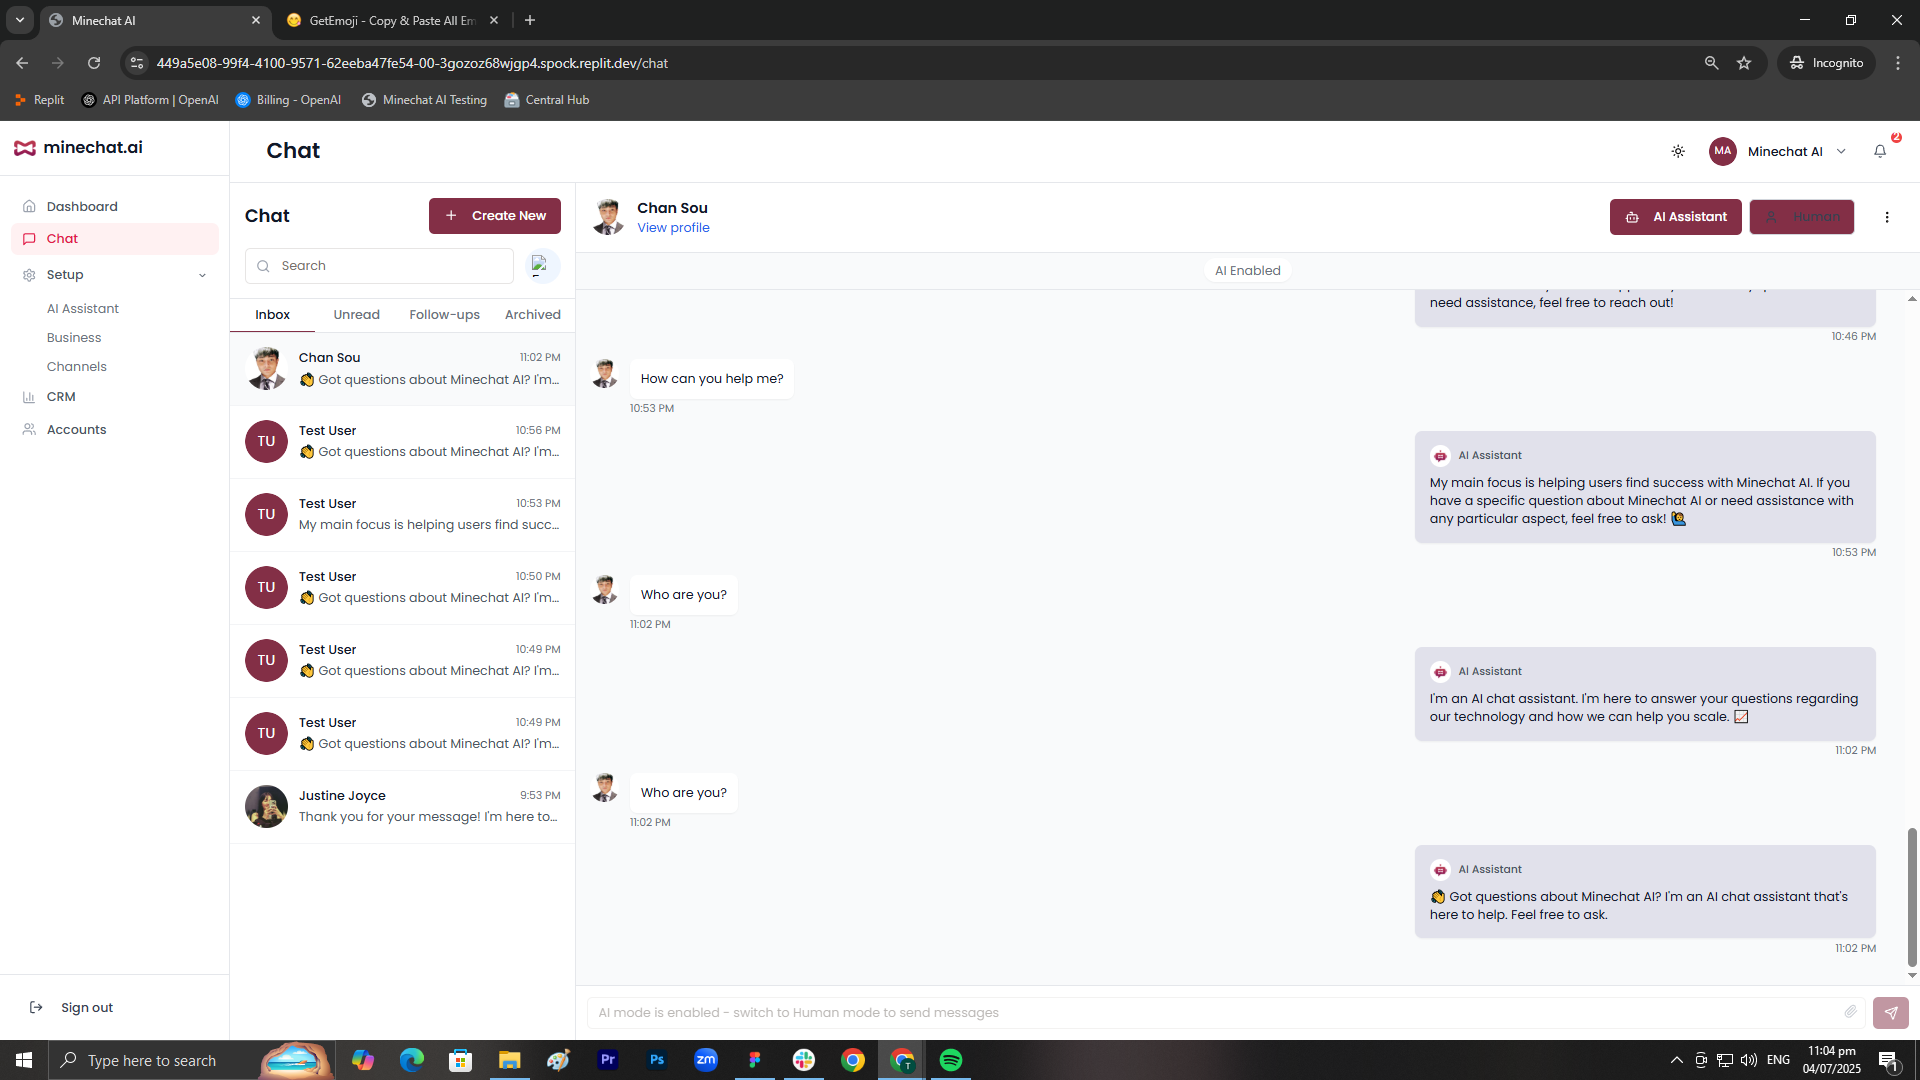 Minechat AI
GetEmoji - Copy & Paste All Em
449a5e08-99f4-4100-9571-62eeba47fe54-00-3gozoz68wjgp4.spock.replit.dev/chat
Incognito
Replit
API Platform | OpenAI
Billing - OpenAI
Minechat AI Testing
Central Hub
minechat.ai
Chat
MA
Minechat AI
2
Dashboard
Chat
Setup
AI Assistant
Business
Channels
CRM
Accounts
Sign out
Chat
+ Create New
Search
Inbox
Unread
Follow-ups
Archived
Chan Sou
11:02 PM
👏 Got questions about Minechat AI? I'm...
TU
Test User
10:56 PM
👏 Got questions about Minechat AI? I'm...
TU
Test User
10:53 PM
My main focus is helping users find succ...
TU
Test User
10:50 PM
👏 Got questions about Minechat AI? I'm...
TU
Test User
10:49 PM
👏 Got questions about Minechat AI? I'm...
TU
Test User
10:49 PM
👏 Got questions about Minechat AI? I'm...
Justine Joyce
9:53 PM
Thank you for your message! I'm here to...
Chan Sou
View profile
AI Assistant
Human
AI Enabled
need assistance, feel free to reach out!
10:46 PM
How can you help me?
10:53 PM
AI Assistant
My main focus is helping users find success with Minechat AI. If you
have a specific question about Minechat AI or need assistance with
any particular aspect, feel free to ask! 🙋
10:53 PM
Who are you?
11:02 PM
AI Assistant
I'm an AI chat assistant. I'm here to answer your questions regarding
our technology and how we can help you scale. 📈
11:02 PM
Who are you?
11:02 PM
AI Assistant
👏 Got questions about Minechat AI? I'm an AI chat assistant that's
here to help. Feel free to ask.
11:02 PM
AI mode is enabled - switch to Human mode to send messages
Type here to search
Pr
Ps
zm
T
ENG
11:04 pm
04/07/2025
1